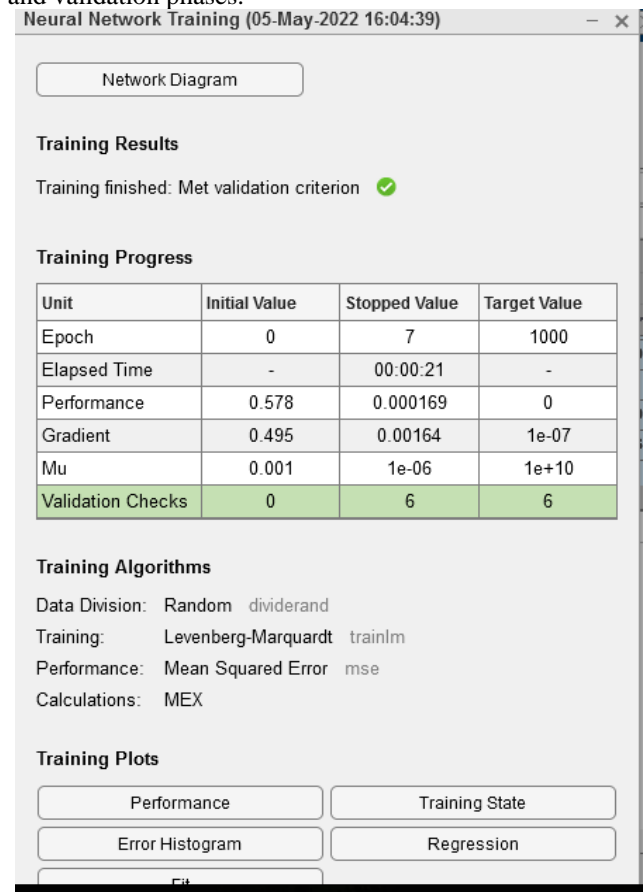 and validation phases.
Neural Network Training (05-May-2022 16:04:39)
Network Diagram
Training Results
Training finished: Met validation criterion
Training Progress
Unit Initial Value Stopped Value Target Value
Epoch 0 7 1000
Elapsed Time - 00:00:21 -
Performance 0.578 0.000169 0
Gradient 0.495 0.00164 1e-07
Mu 0.001 1e-06 1e+10
Validation Checks 0 6 6
Training Algorithms
Data Division: Random dividerand
Training: Levenberg-Marquardt trainlm
Performance: Mean Squared Error mse
Calculations: MEX
Training Plots
Performance Training State
Error Histogram Regression
Fit